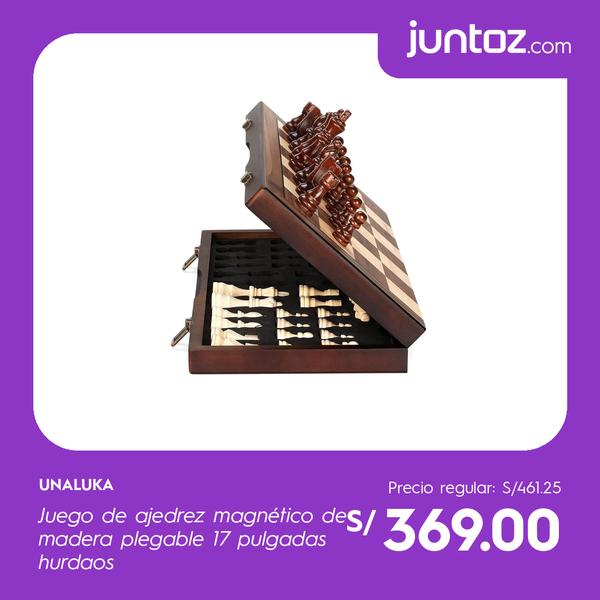 juntoz.com
UNALUKA
Juego de ajedrez magnético de
madera plegable 17 pulgadas
hurdaos
Precio regular: S/461.25
S/ 369.00